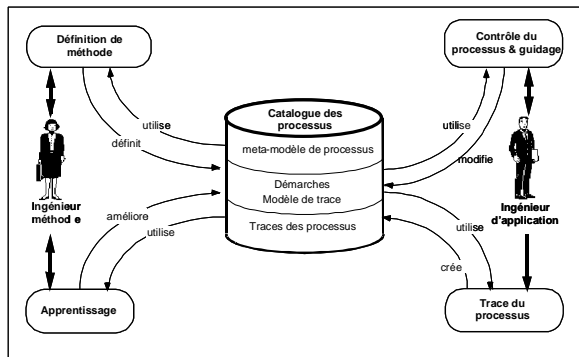 Définition de
méthode
Contrôle du
processus & guidage
Catalogue des
processus
utilise
définit
meta-modèle de processus
utilise
modifie
Démarches
Modèle de trace
Ingénieur
méthod e
Ingénieur
d'application
améliore
utilise
Traces des processus
utilise
crée
Apprentissage
Trace du
processus